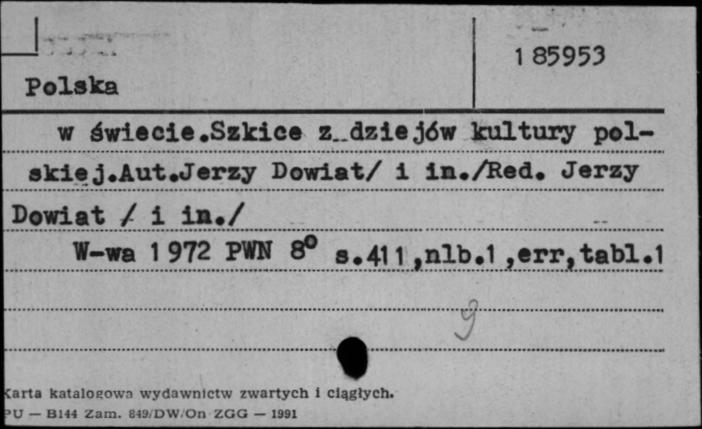 185953
Polska
w świecie.Szkice z dziejów kultury pol-
skiej.Aut.Jerzy Dowiat/ i in./Red. Jerzy
Dowiat / i in./
W-wa 1972 PWN 8° s.411,nlb.1,err,tabl.1
9
Karta katalogowa wydawnictw zwartych i ciągłych.
PU — B144 Zam. 849/DW/On ZGG — 1991